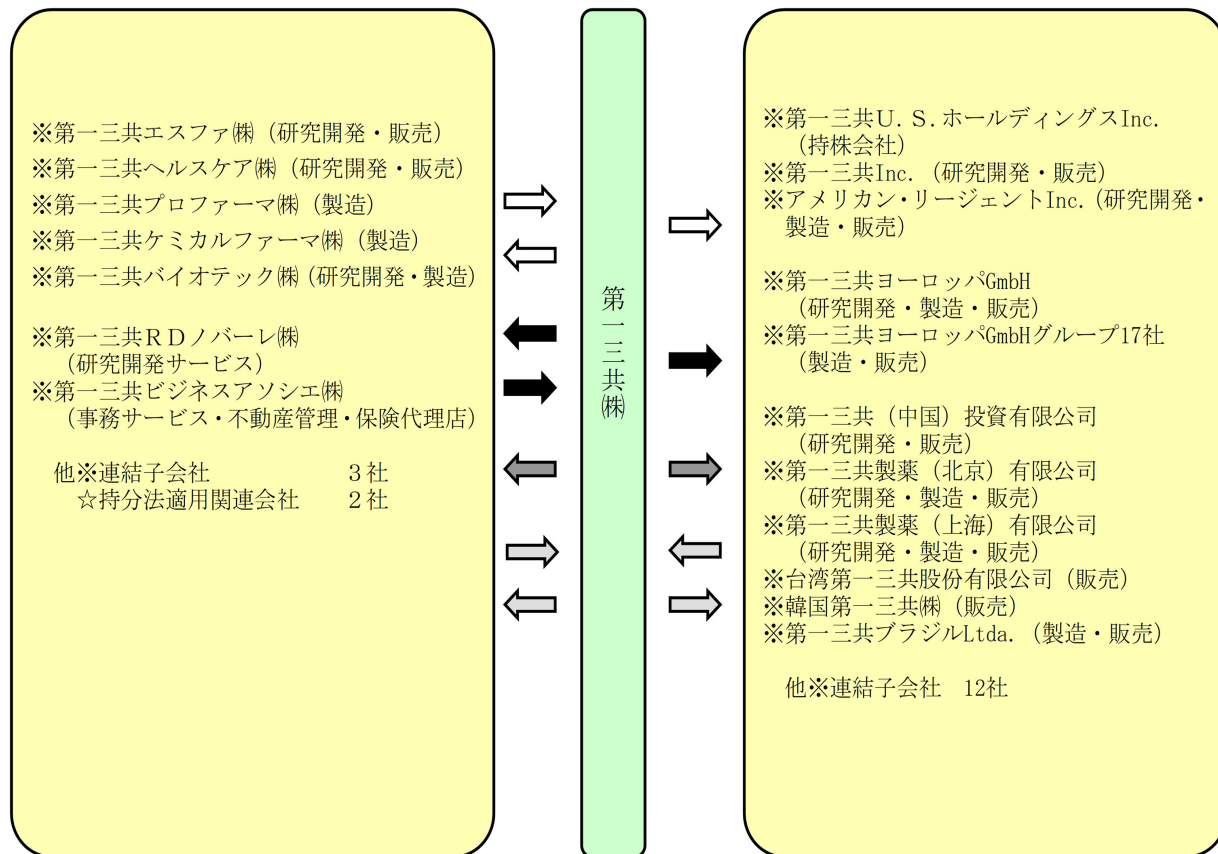 ※第一三共エスファ㈱（研究開発・販売）
※第一三共ヘルスケア㈱（研究開発・販売）
※第一三共プロファーマ㈱（製造）
※第一三共ケミカルファーマ㈱（製造）
※第一三共バイオテック㈱（研究開発・製造）
※第一三共ＲＤノバーレ㈱
（研究開発サービス）
※第一三共ビジネスアソシエ㈱
（事務サービス・不動産管理・保険代理店）
他※連結子会社　３社
☆持分法適用関連会社　２社
第一三共㈱
※第一三共Ｕ．Ｓ．ホールディングスInc.
（持株会社）
※第一三共Inc.（研究開発・販売）
※アメリカン・リージェントInc.（研究開発・
製造・販売）
※第一三共ヨーロッパGmbH
（研究開発・製造・販売）
※第一三共ヨーロッパGmbHグループ17社
（製造・販売）
※第一三共（中国）投資有限公司
（研究開発・販売）
※第一三共製薬（北京）有限公司
（研究開発・製造・販売）
※第一三共製薬（上海）有限公司
（研究開発・製造・販売）
※台湾第一三共股份有限公司（販売）
※韓国第一三共㈱（販売）
※第一三共ブラジルLtda.（製造・販売）
他※連結子会社　12社